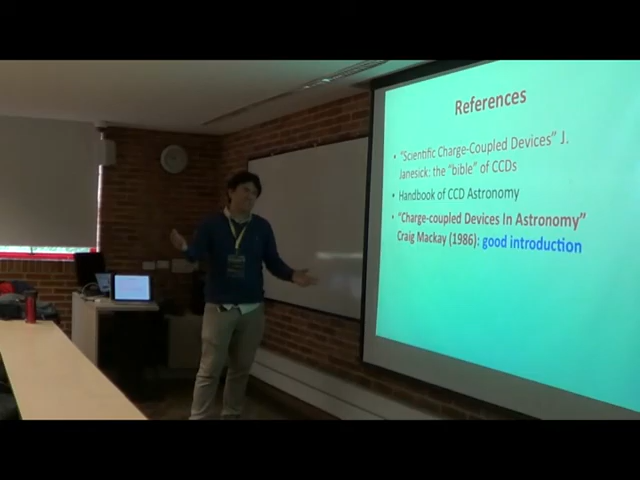 References
• "Scientific Charge-Coupled Devices" J.
Janesick: the "bible" of CCDs
• Handbook of CCD Astronomy
• "Charge-coupled Devices In Astronomy"
Craig Mackay (1986): good introduction